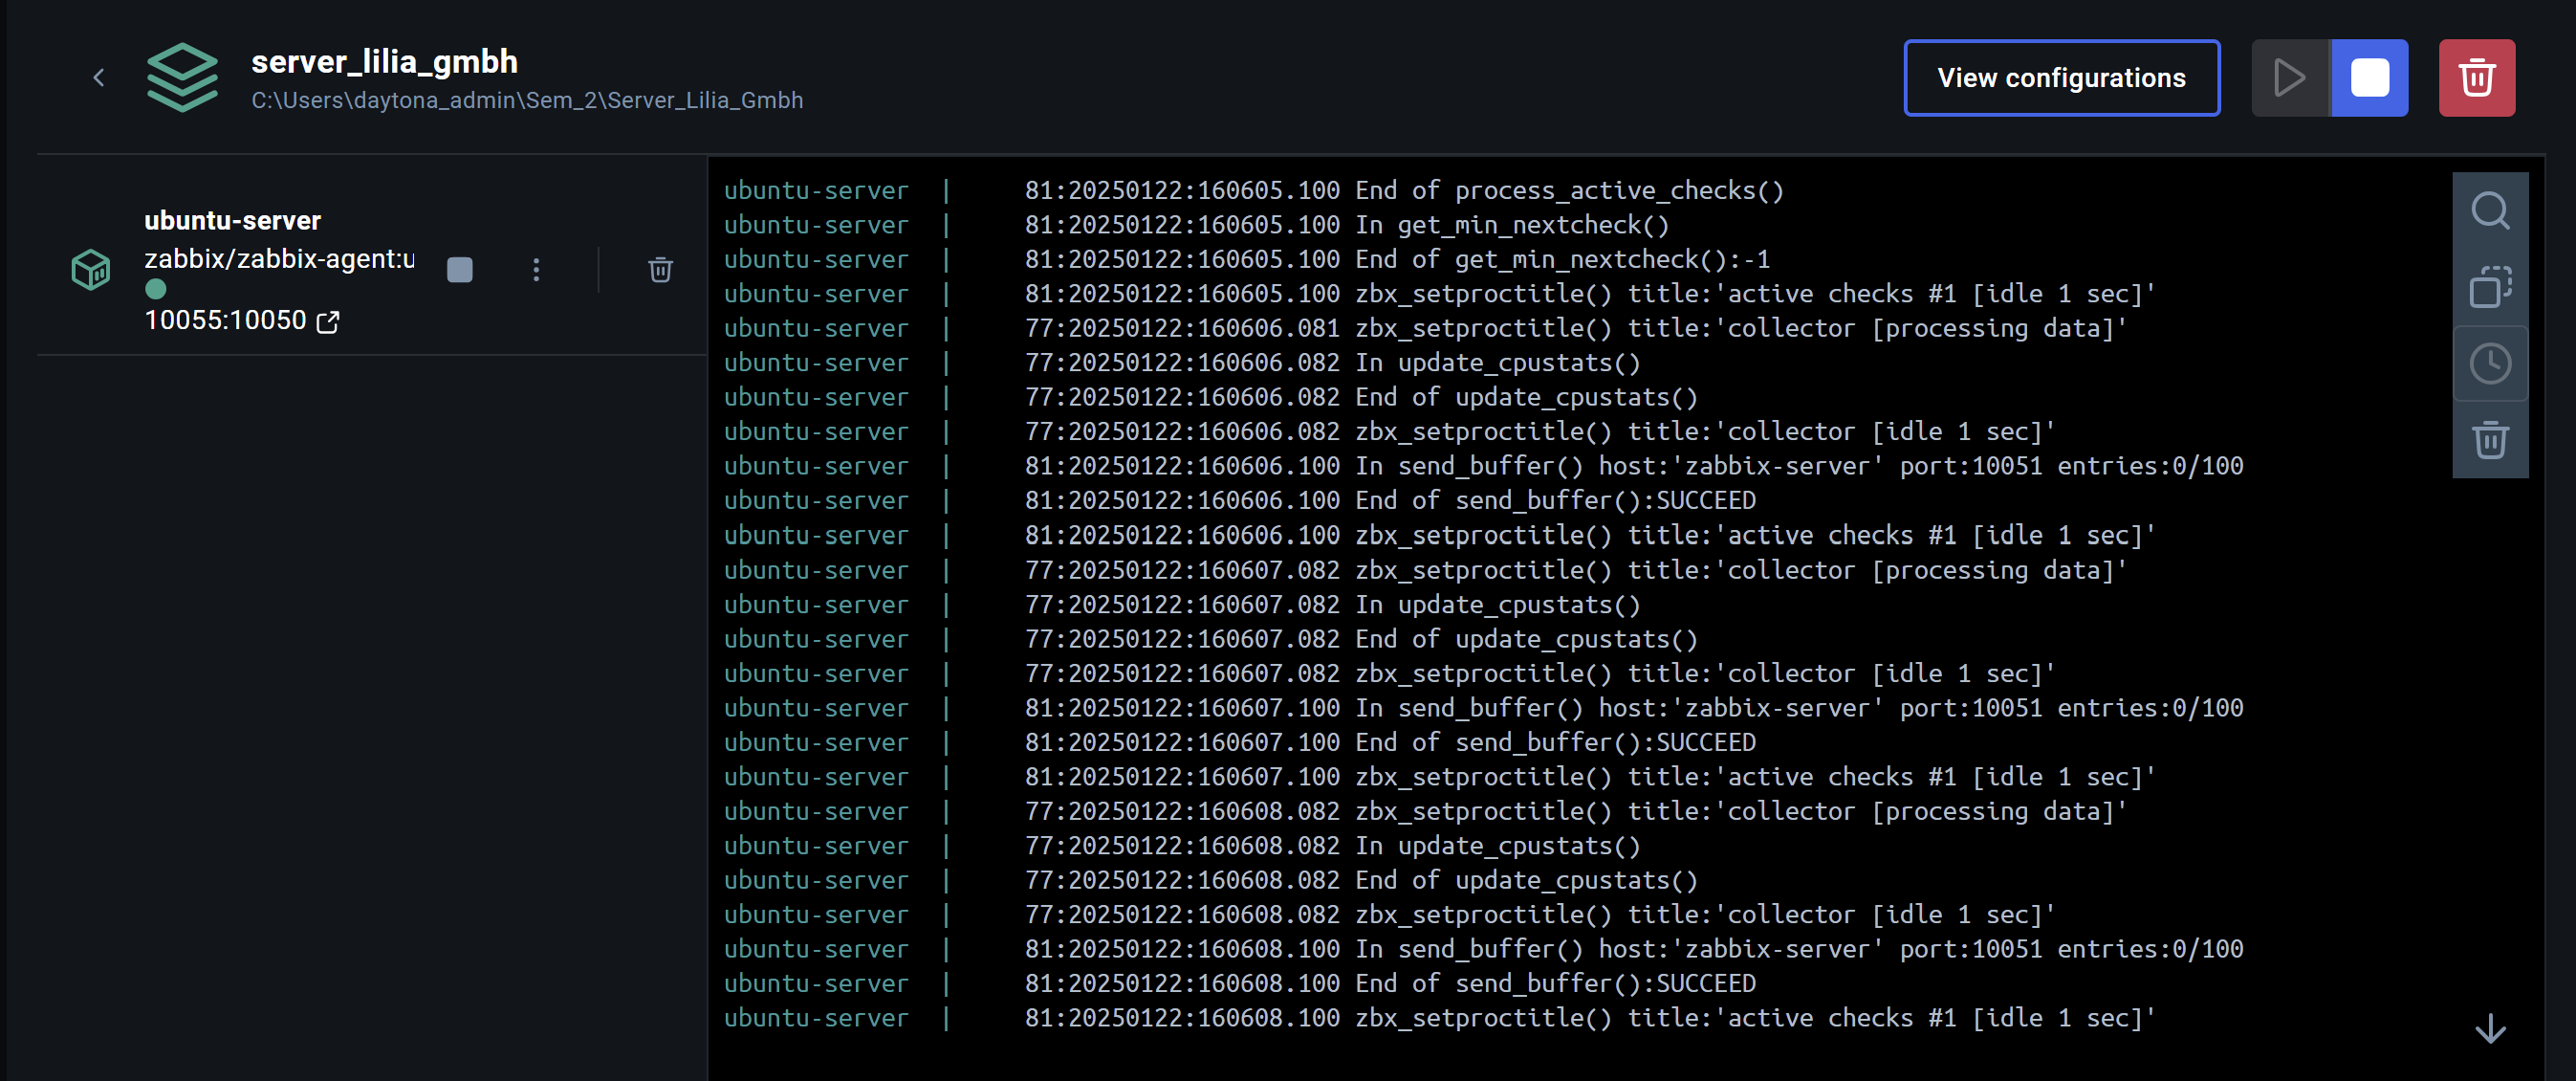 server_lilia_gmbh
C:\Users\daytona_admin\Sem_2\Server_Lilia_Gmbh
View configurations
ubuntu-server
zabbix/zabbix-agent:u
10055:10050
ubuntu-server | 81:20250122:160605.100 End of process_active_checks()
ubuntu-server | 81:20250122:160605.100 In get_min_nextcheck()
ubuntu-server | 81:20250122:160605.100 End of get_min_nextcheck():-1
ubuntu-server | 81:20250122:160605.100 zbx_setproctitle() title:'active checks #1 [idle 1 sec]'
ubuntu-server | 77:20250122:160606.081 zbx_setproctitle() title:'collector [processing data]'
ubuntu-server | 77:20250122:160606.082 In update_cpustats()
ubuntu-server | 77:20250122:160606.082 End of update_cpustats()
ubuntu-server | 77:20250122:160606.082 zbx_setproctitle() title:'collector [idle 1 sec]'
ubuntu-server | 81:20250122:160606.100 In send_buffer() host:'zabbix-server' port:10051 entries:0/100
ubuntu-server | 81:20250122:160606.100 End of send_buffer():SUCCEED
ubuntu-server | 81:20250122:160606.100 zbx_setproctitle() title:'active checks #1 [idle 1 sec]'
ubuntu-server | 77:20250122:160607.082 zbx_setproctitle() title:'collector [processing data]'
ubuntu-server | 77:20250122:160607.082 In update_cpustats()
ubuntu-server | 77:20250122:160607.082 End of update_cpustats()
ubuntu-server | 77:20250122:160607.082 zbx_setproctitle() title:'collector [idle 1 sec]'
ubuntu-server | 81:20250122:160607.100 In send_buffer() host:'zabbix-server' port:10051 entries:0/100
ubuntu-server | 81:20250122:160607.100 End of send_buffer():SUCCEED
ubuntu-server | 81:20250122:160607.100 zbx_setproctitle() title:'active checks #1 [idle 1 sec]'
ubuntu-server | 77:20250122:160608.082 zbx_setproctitle() title:'collector [processing data]'
ubuntu-server | 77:20250122:160608.082 In update_cpustats()
ubuntu-server | 77:20250122:160608.082 End of update_cpustats()
ubuntu-server | 77:20250122:160608.082 zbx_setproctitle() title:'collector [idle 1 sec]'
ubuntu-server | 81:20250122:160608.100 In send_buffer() host:'zabbix-server' port:10051 entries:0/100
ubuntu-server | 81:20250122:160608.100 End of send_buffer():SUCCEED
ubuntu-server | 81:20250122:160608.100 zbx_setproctitle() title:'active checks #1 [idle 1 sec]'